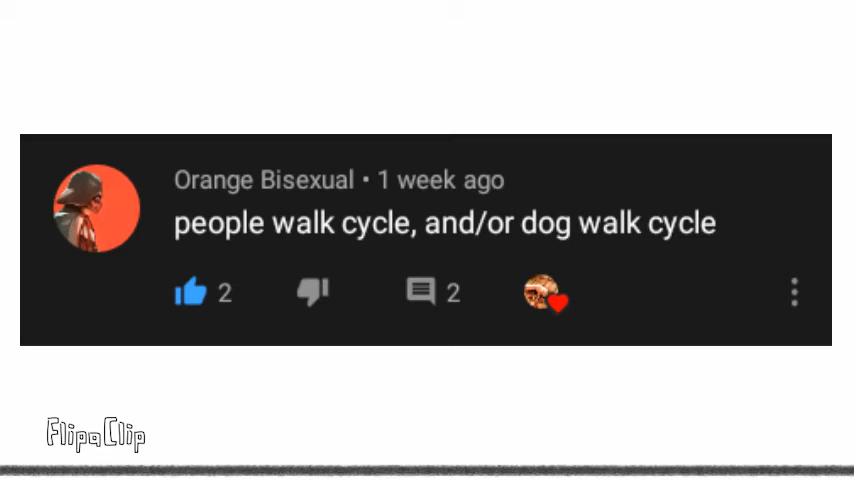 Orange Bisexual • 1 week ago
people walk cycle, and/or dog walk cycle
2
2
FlipaClip